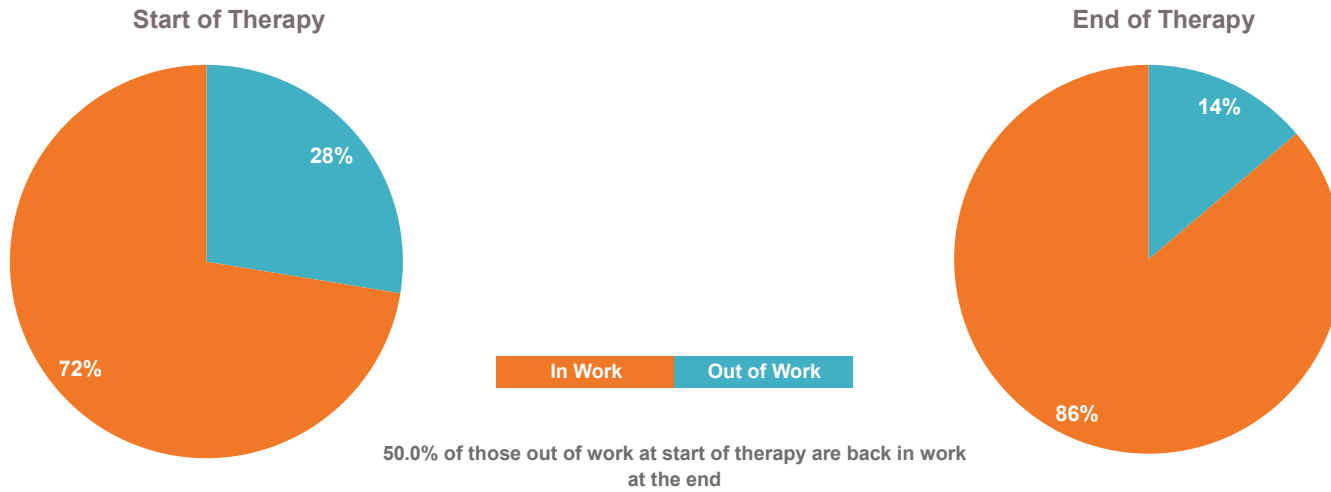 Start of Therapy
End of Therapy
28%
14%
72%
86%
In Work
Out of Work
50.0% of those out of work at start of therapy are back in work
at the end